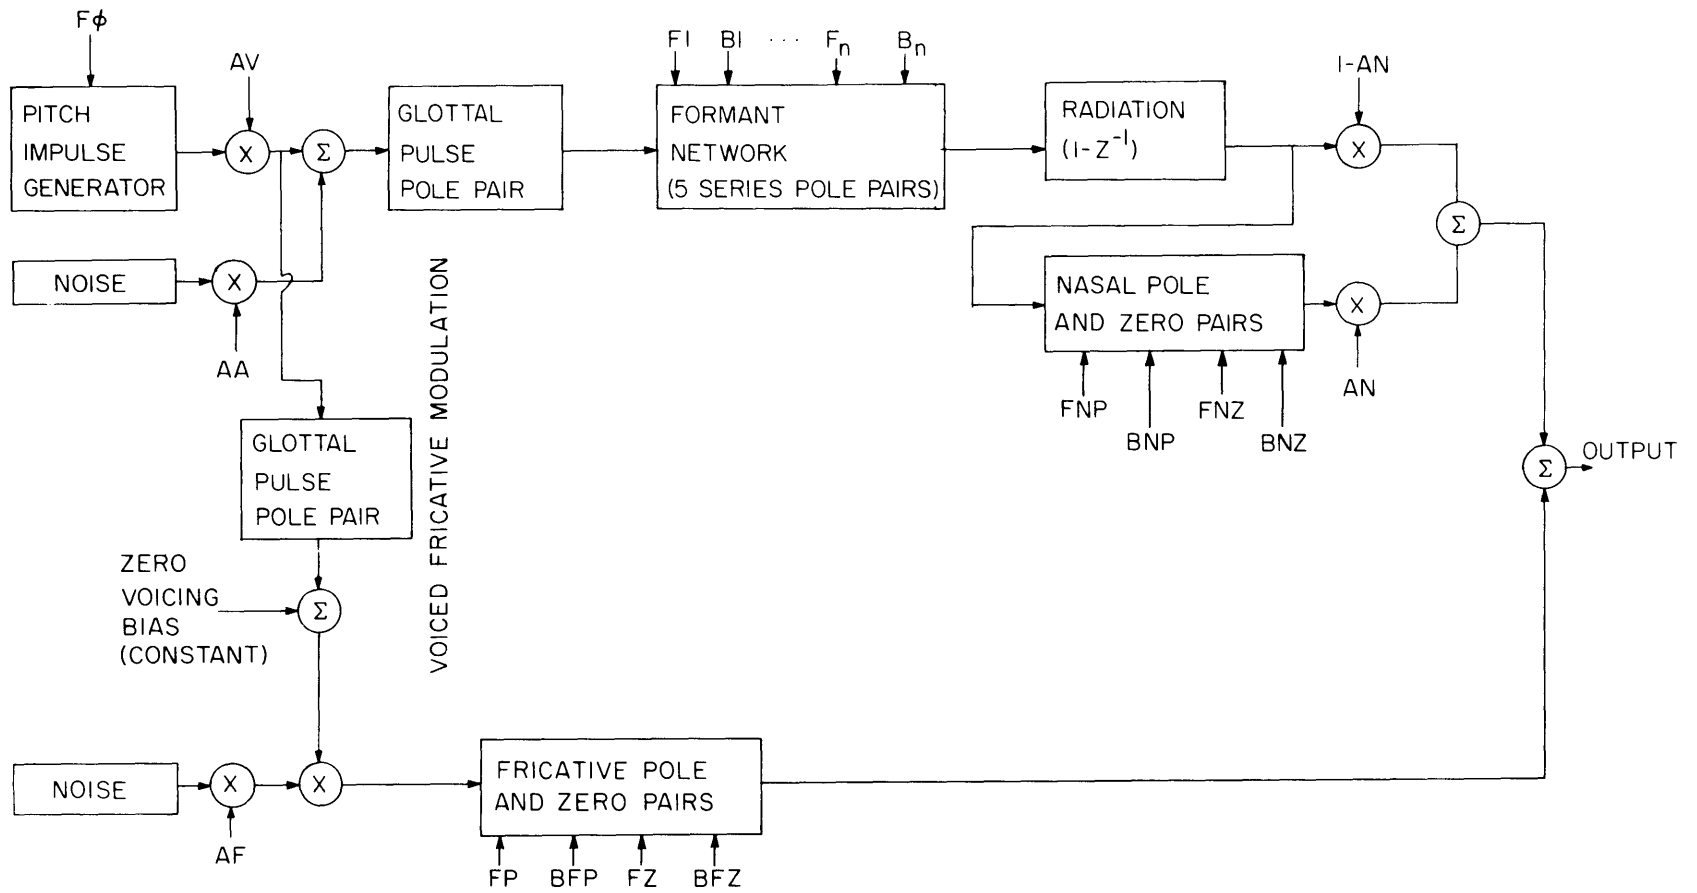 Fϕ
AV
PITCH
IMPULSE
GENERATOR
X
Σ
GLOTTAL
PULSE
POLE PAIR
F1 B1 ··· Fn Bn
FORMANT
NETWORK
(5 SERIES POLE PAIRS)
RADIATION
(1-Z⁻¹)
1-AN
X
Σ
NOISE
X
AA
NASAL POLE
AND ZERO PAIRS
X
AN
FNP
BNP
FNZ
BNZ
VOICED FRICATIVE MODULATION
GLOTTAL
PULSE
POLE PAIR
Σ
OUTPUT
ZERO
VOICING
BIAS
(CONSTANT)
Σ
NOISE
X
X
AF
FRICATIVE POLE
AND ZERO PAIRS
FP BFP FZ BFZ